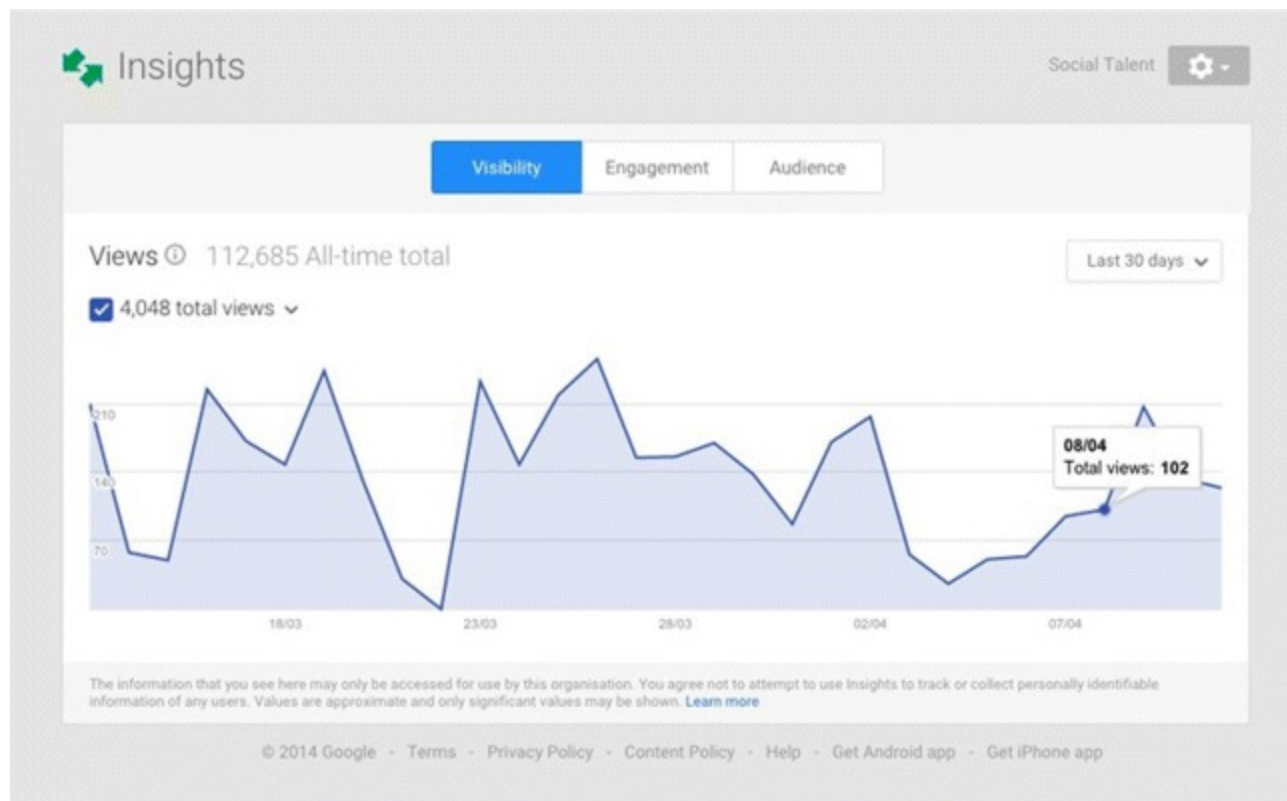 Insights
Social Talent
Visibility Engagement Audience
Views 112,685 All-time total
Last 30 days
4,048 total views
210
08/04
Total views: 102
140
70
18/03 23/03 28/03 02/04 07/04
The information that you see here may only be accessed for use by this organisation. You agree not to attempt to use Insights to track or collect personally identifiable
information of any users. Values are approximate and only significant values may be shown. Learn more
© 2014 Google - Terms - Privacy Policy - Content Policy - Help - Get Android app - Get iPhone app